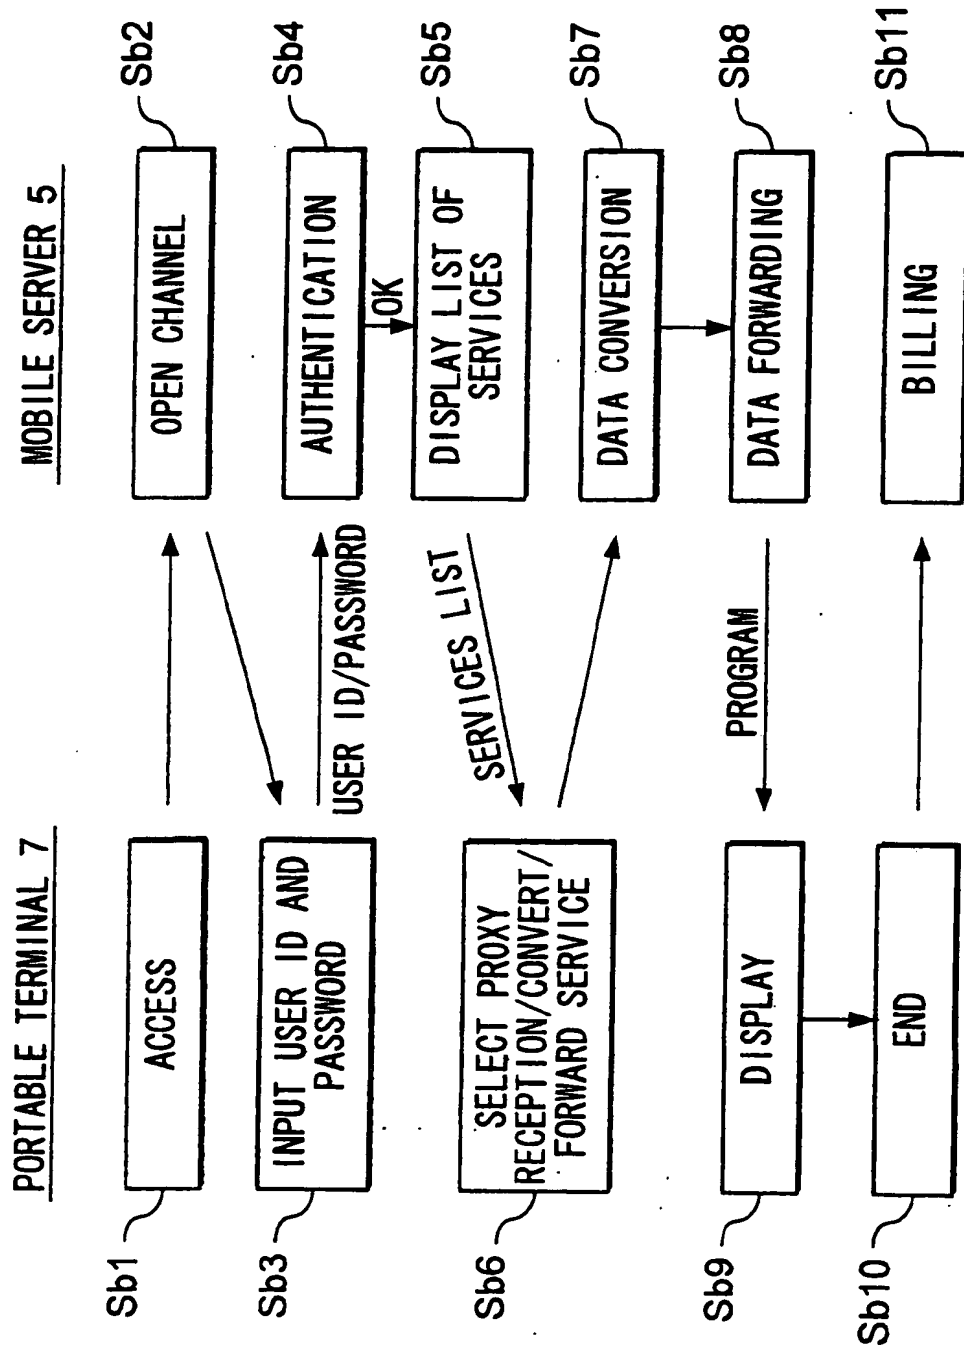 PORTABLE TERMINAL 7
MOBILE SERVER 5
Sb1
ACCESS
OPEN CHANNEL
Sb2
Sb3
INPUT USER ID AND
PASSWORD
USER ID/PASSWORD
AUTHENTICATION
Sb4
OK
DISPLAY LIST OF
SERVICES
Sb5
SERVICES LIST
Sb6
SELECT PROXY
RECEPTION/CONVERT/
FORWARD SERVICE
DATA CONVERSION
Sb7
DATA FORWARDING
Sb8
PROGRAM
Sb9
DISPLAY
Sb10
END
BILLING
Sb11